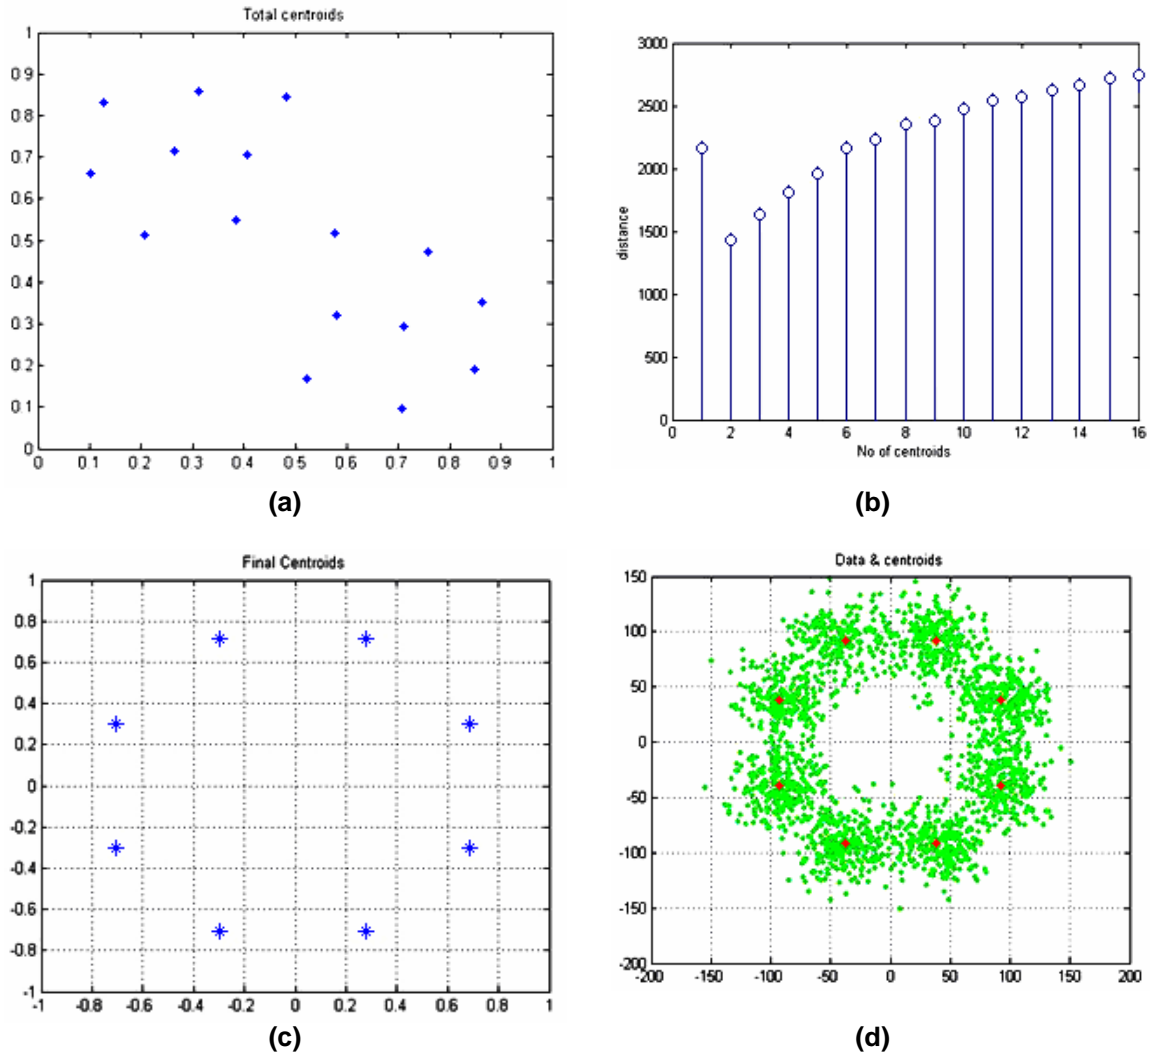 Total centroids
1
0.9
0.8
0.7
0.6
0.5
0.4
0.3
0.2
0.1
0
0 0.1 0.2 0.3 0.4 0.5 0.6 0.7 0.8 0.9 1
(a)
3000
2500
2000
1500
1000
500
0
distance
0 2 4 6 8 10 12 14 16
No of centroids
(b)
Final Centroids
1
0.8
0.6
0.4
0.2
0
-0.2
-0.4
-0.6
-0.8
-1
-1 -0.8 -0.6 -0.4 -0.2 0 0.2 0.4 0.6 0.8 1
(c)
Data & centroids
150
100
50
0
-50
-100
-150
-200
-200 -150 -100 -50 0 50 100 150 200
(d)